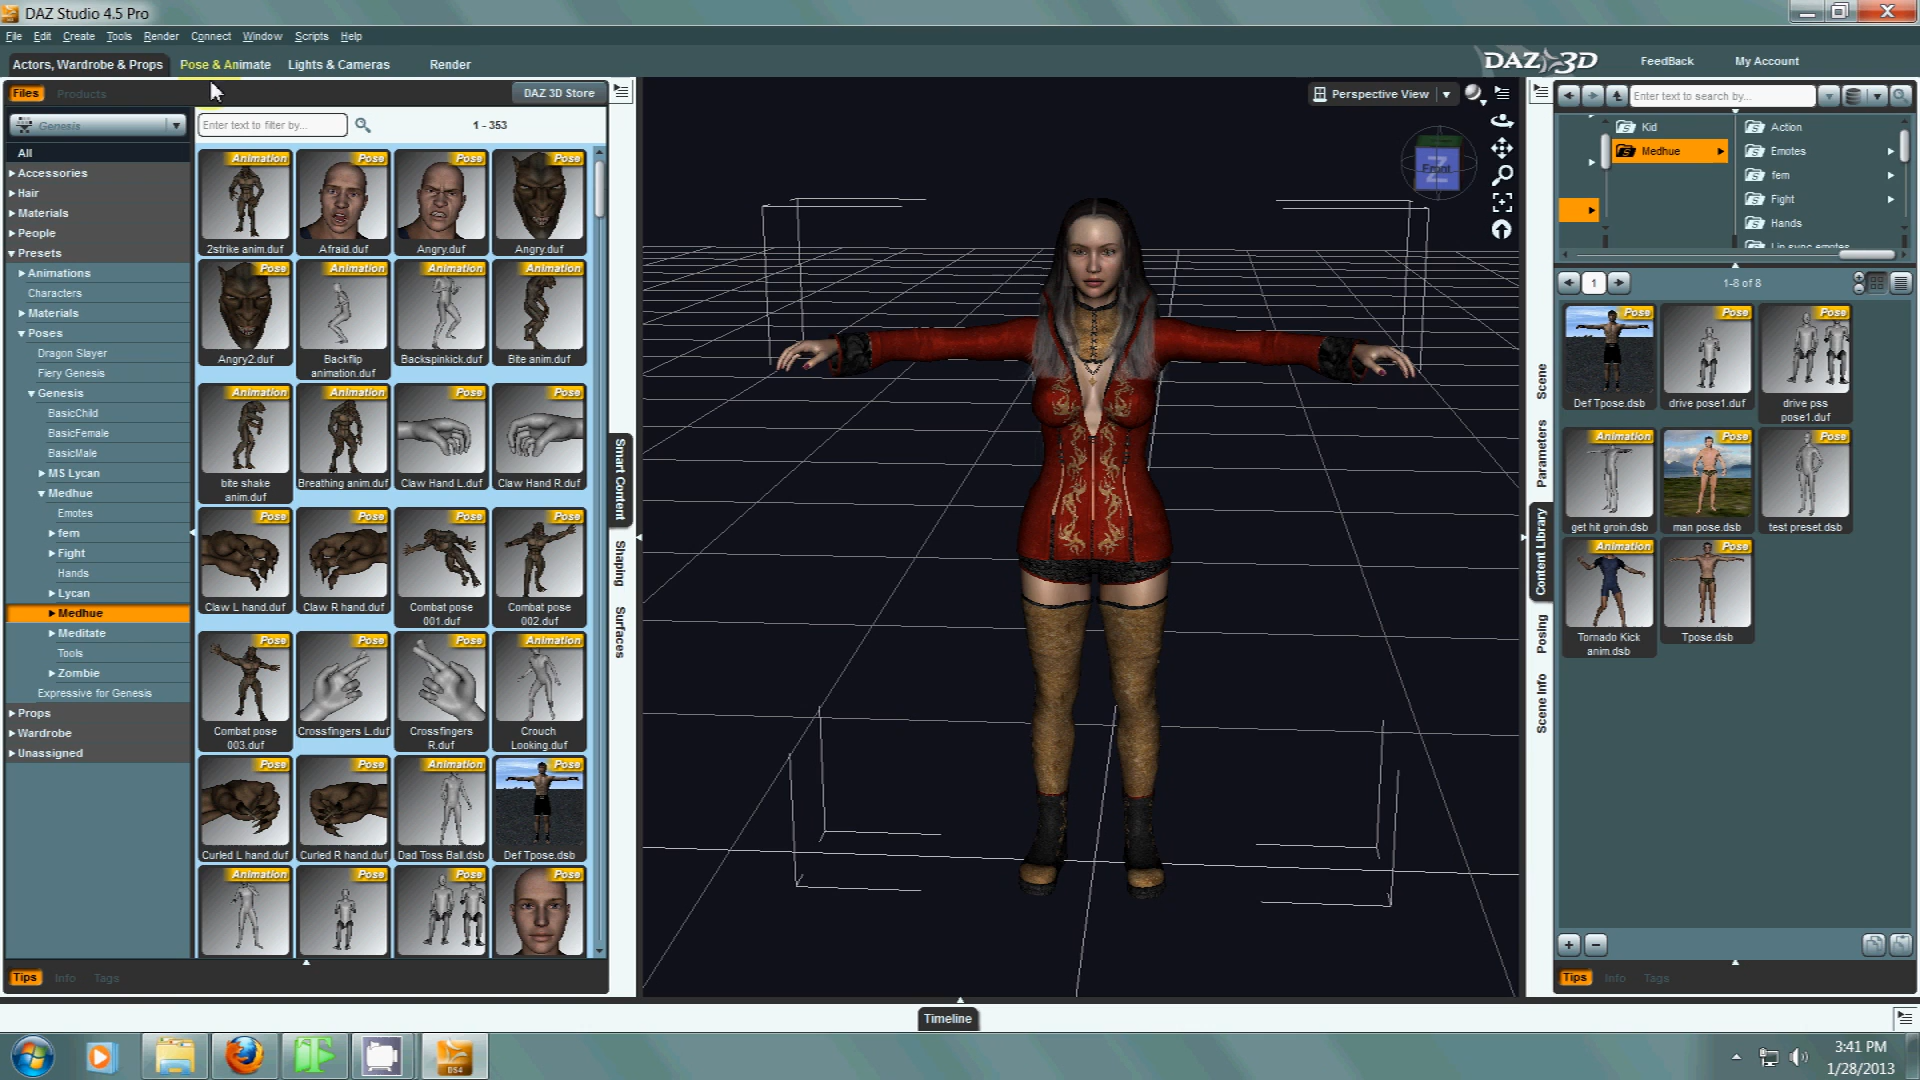 DAZ Studio 4.5 Pro
File Edit Create Tools Render Connect Window Scripts Help
Actors, Wardrobe & Props Pose & Animate Lights & Cameras Render
DAZ 3D FeedBack My Account
Files Products DAZ 3D Store
Genesis
Enter text to filter by...
1 - 353
All
Accessories
Hair
Materials
People
Presets
Animations
Characters
Materials
Poses
Dragon Slayer
Fiery Genesis
Genesis
BasicChild
BasicFemale
BasicMale
MS Lycan
Medhue
Emotes
fem
Fight
Hands
Lycan
Medhue
Meditate
Tools
Zombie
Expressive for Genesis
Props
Wardrobe
Unassigned
Animation Pose Pose Pose
2strike anim.duf Afraid.duf Angry.duf Angry.duf
Pose Animation Animation Animation
Angry2.duf Backflip animation.duf Backspinkick.duf Bite anim.duf
Animation Animation Pose Pose
bite shake anim.duf Breathing anim.duf Claw Hand L.duf Claw Hand R.duf
Pose Pose Pose Pose
Claw L hand.duf Claw R hand.duf Combat pose 001.duf Combat pose 002.duf
Pose Pose Pose Animation
Combat pose 003.duf Crossfingers L.duf Crossfingers R.duf Crouch Looking.duf
Pose Pose Animation Pose
Curled L hand.duf Curled R hand.duf Dad Toss Ball.dsb Def Tpose.dsb
Animation Pose Pose Pose
Tips Info Tags
Smart Content
Shaping
Surfaces
Perspective View
Front
Z
Scene
Parameters
Content Library
Posing
Scene Info
Enter text to search by...
Kid
Medhue
Action
Emotes
fem
Fight
Hands
Lip sync emotes
1
1-8 of 8
Pose Pose Pose
Def Tpose.dsb drive pose1.duf drive pss pose1.duf
Animation Pose Pose
get hit groin.dsb man pose.dsb test preset.dsb
Animation Pose
Tornado Kick anim.dsb Tpose.dsb
Tips Info Tags
Timeline
DS4
3:41 PM
1/28/2013